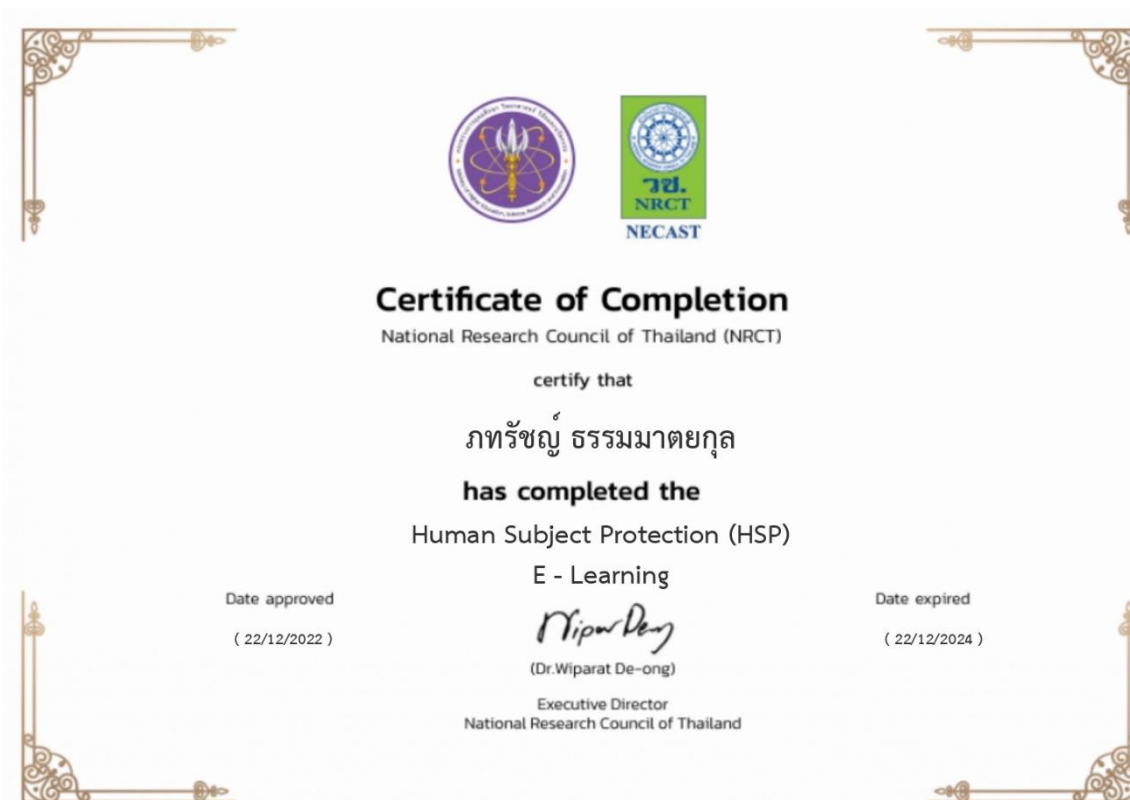 วช.
NRCT
NECAST
Certificate of Completion
National Research Council of Thailand (NRCT)
certify that
ภทรัชญ์ ธรรมมาตยกุล
has completed the
Human Subject Protection (HSP)
E - Learning
Date approved
Date expired
( 22/12/2022 )
( 22/12/2024 )
(Dr.Wiparat De-ong)
Executive Director
National Research Council of Thailand